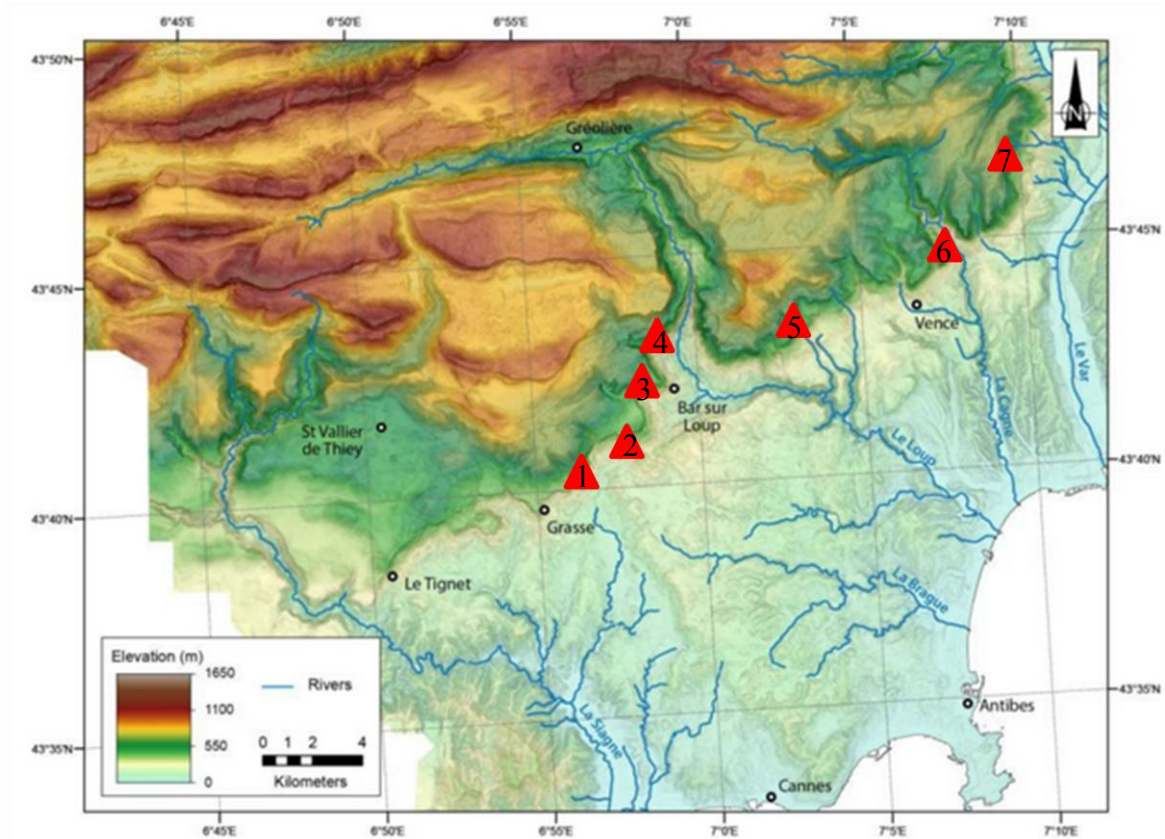 6°45'E
6°50'E
6°55'E
7°0'E
7°5'E
7°10'E
43°50'N
N
Gréolière
7
43°45'N
6
Vence
5
Le Var
43°45'N
4
3
Bar sur
Loup
La Cagne
St Vallier
de Thiey
2
Le Loup
1
43°40'N
43°40'N
Grasse
Le Tignet
La Brague
Elevation (m)
1650
1100
550
0
Rivers
0 1 2 4
Kilometers
43°35'N
Antibes
La Siagne
43°35'N
Cannes
6°45'E
6°50'E
6°55'E
7°0'E
7°5'E
7°10'E